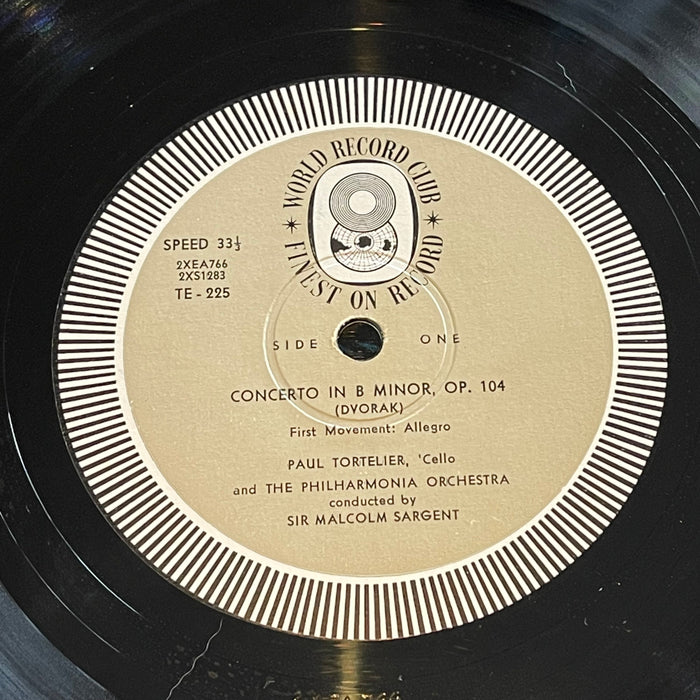 WORLD RECORD CLUB
FINEST ON RECORD
SPEED 33⅓
2XEA766
2XS1283
TE - 225
SIDE ONE
CONCERTO IN B MINOR, OP. 104
(DVORAK)
First Movement: Allegro
PAUL TORTELIER, 'Cello
and THE PHILHARMONIA ORCHESTRA
conducted by
SIR MALCOLM SARGENT